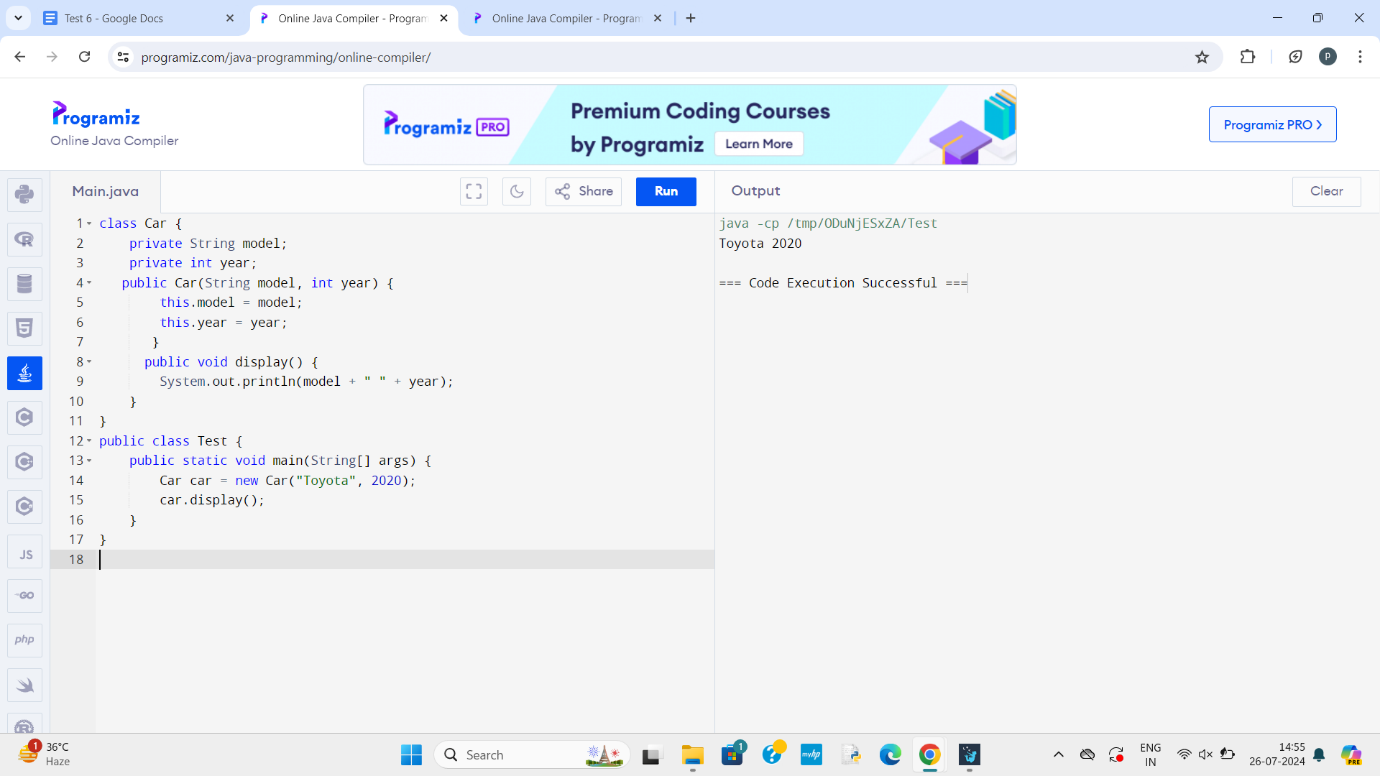 Test 6 - Google Docs
Online Java Compiler - Program
Online Java Compiler - Program
programiz.com/java-programming/online-compiler/
P
Programiz
Online Java Compiler
Programiz PRO
Premium Coding Courses
by Programiz
Learn More
Programiz PRO >
Main.java
Share
Run
Output
Clear
1 class Car {
2 private String model;
3 private int year;
4 public Car(String model, int year) {
5 this.model = model;
6 this.year = year;
7 }
8 public void display() {
9 System.out.println(model + " " + year);
10 }
11 }
12 public class Test {
13 public static void main(String[] args) {
14 Car car = new Car("Toyota", 2020);
15 car.display();
16 }
17 }
18
java -cp /tmp/ODuNjESxZA/Test
Toyota 2020
=== Code Execution Successful ===
R
5
C
C
C
JS
GO
php
R
1
36°C
Haze
Search
1
myhp
?
ENG
IN
14:55
26-07-2024
PRE